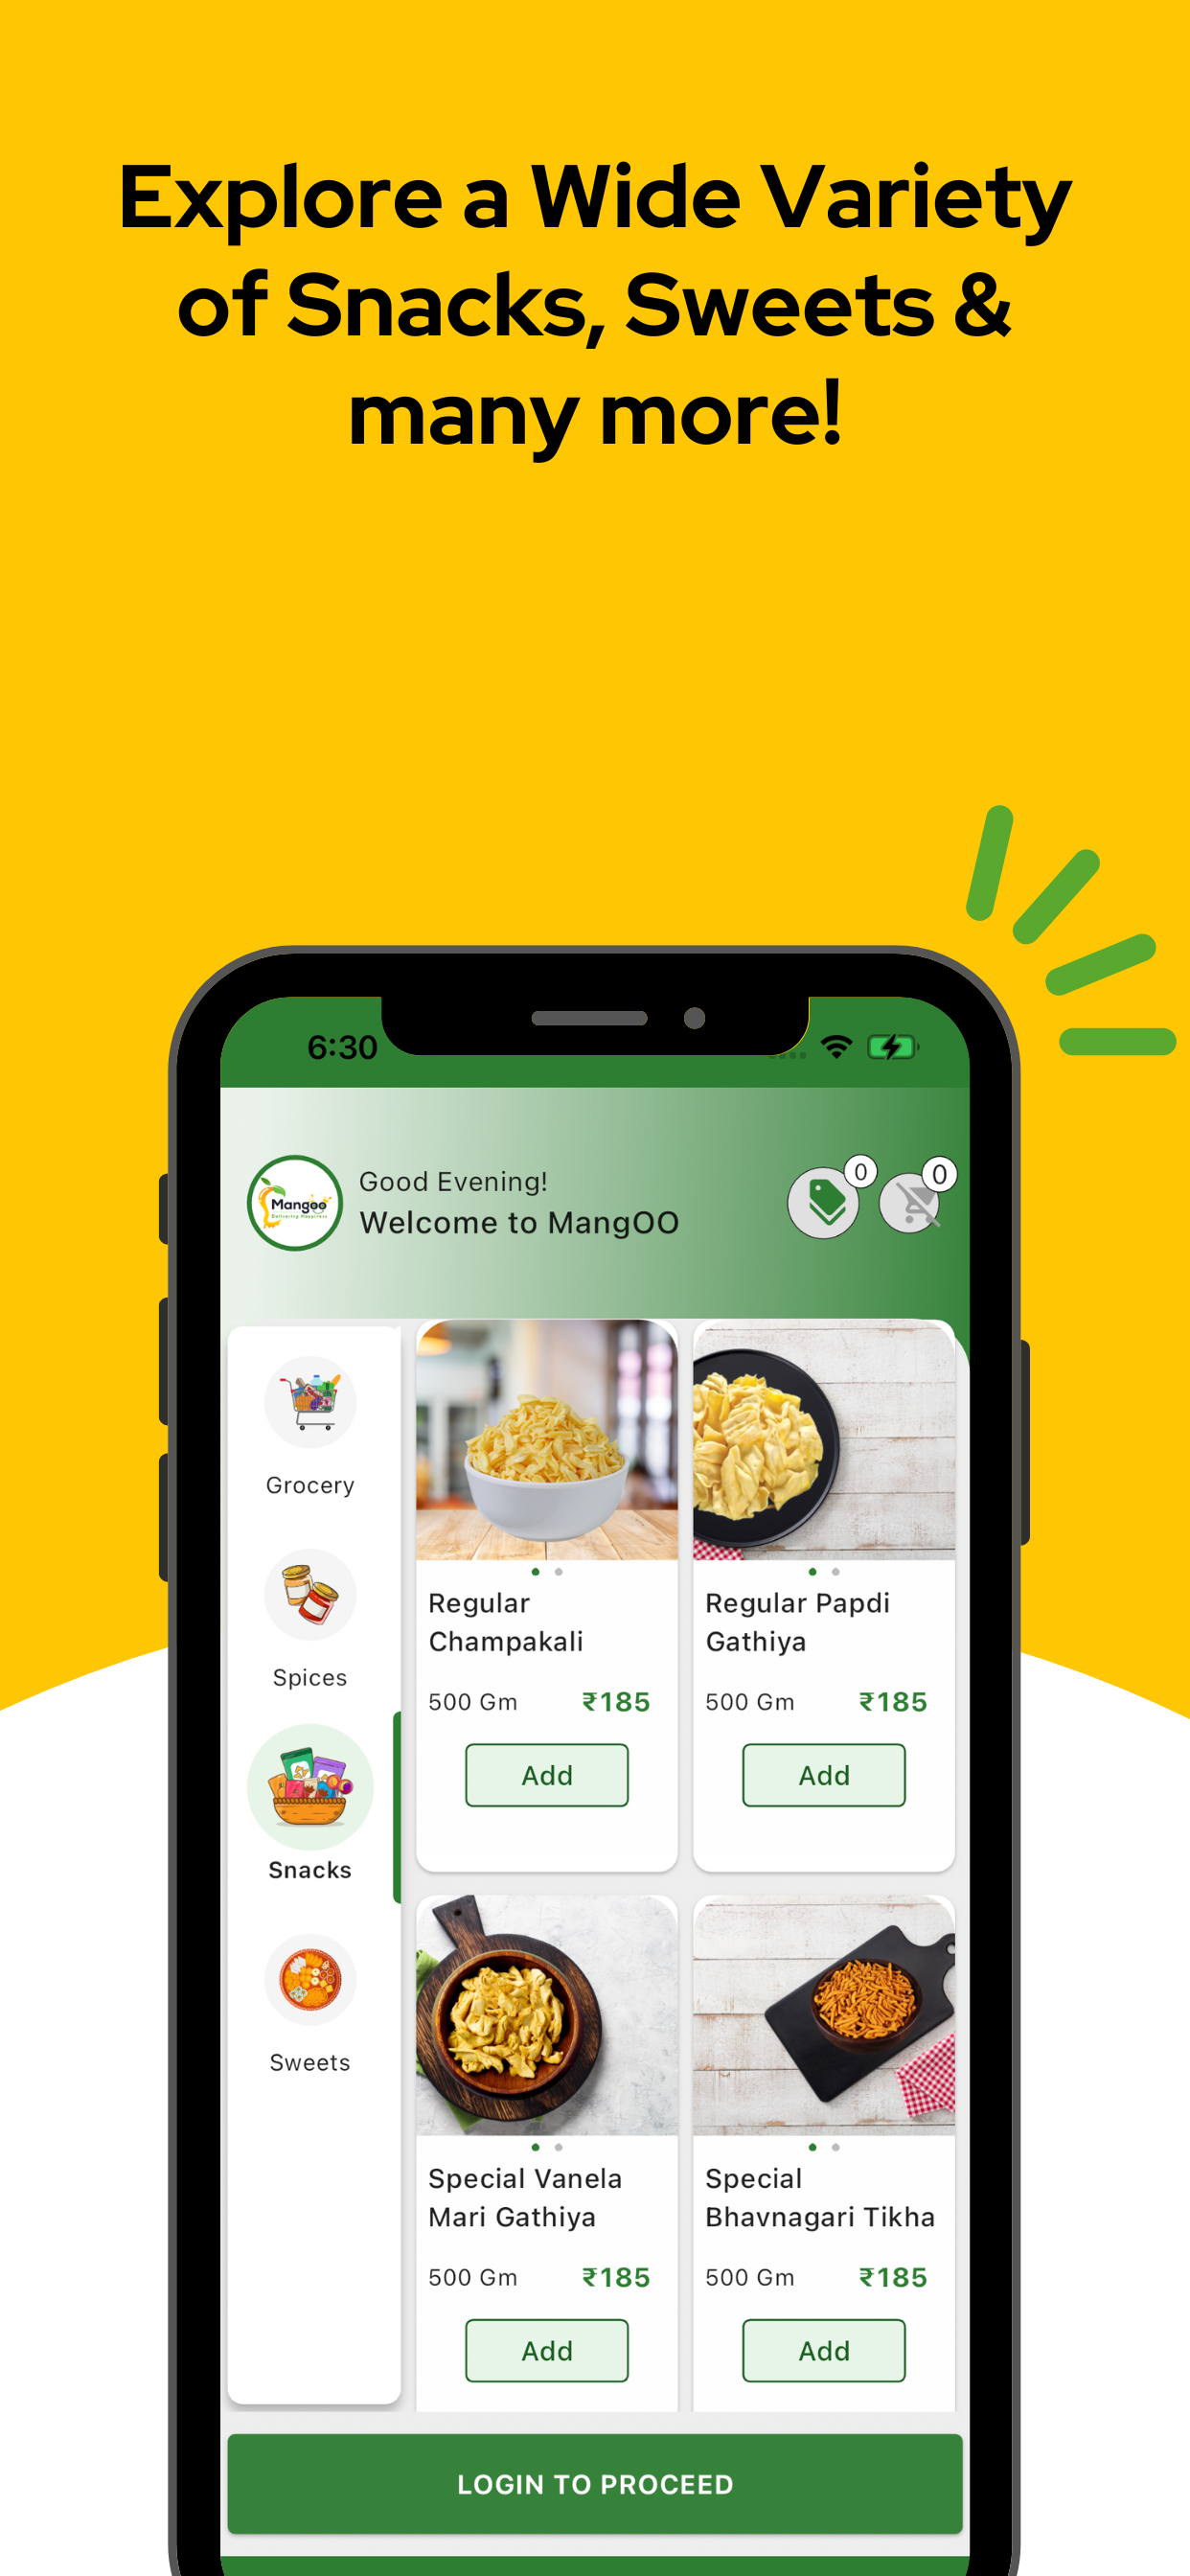 Explore a Wide Variety
of Snacks, Sweets &
many more!
6:30
Mangoo
Delivering Happiness
Good Evening!
Welcome to MangOO
0
0
Grocery
Spices
Snacks
Sweets
Regular
Champakali
500 Gm ₹185
Add
Regular Papdi
Gathiya
500 Gm ₹185
Add
Special Vanela
Mari Gathiya
500 Gm ₹185
Add
Special
Bhavnagari Tikha
500 Gm ₹185
Add
LOGIN TO PROCEED